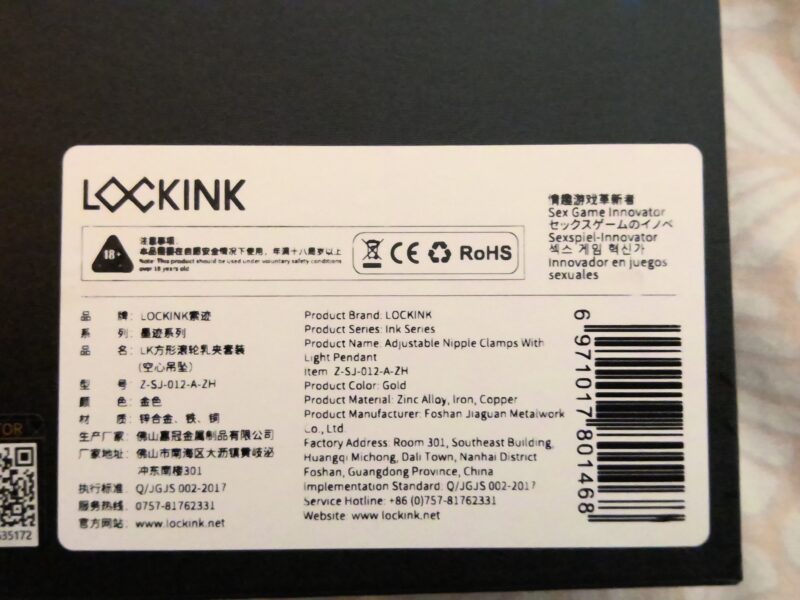 LOCKINK
情趣游戏革新者
Sex Game Innovator
セックスゲームのイノベ
Sexspiel-Innovator
섹스 게임 혁신가
Innovador en juegos
sexuales
18+
注意事项:
本品需要在自愿安全情况下使用，年满十八周岁以上
Note: This product should be used under voluntary safety conditions
over 18 years old
CE RoHS
品 牌: LOCKINK索迹
系 列: 墨迹系列
品 名: LK方形滚轮乳夹套装
(空心吊坠)
型 号: Z-SJ-012-A-ZH
颜 色: 金色
材 质: 锌合金、铁、铜
生产厂家: 佛山嘉冠金属制品有限公司
厂家地址: 佛山市南海区大沥镇黄岐泌
冲东南楼301
执行标准: Q/JGJS 002-2017
服务热线: 0757-81762331
官方网站: www.lockink.net
Product Brand: LOCKINK
Product Series: Ink Series
Product Name: Adjustable Nipple Clamps With
Light Pendant
Item Z-SJ-012-A-ZH
Product Color: Gold
Product Material: Zinc Alloy, Iron, Copper
Product Manufacturer: Foshan Jiaguan Metalwork
Co., Ltd.
Factory Address: Room 301, Southeast Building,
Huangqi Michong, Dali Town, Nanhai District
Foshan, Guangdong Province, China
Implementation Standard: Q/JGJS 002-2017
Service Hotline: +86 (0)757-81762331
Website: www.lockink.net
6 971017 801468
TOR
35172